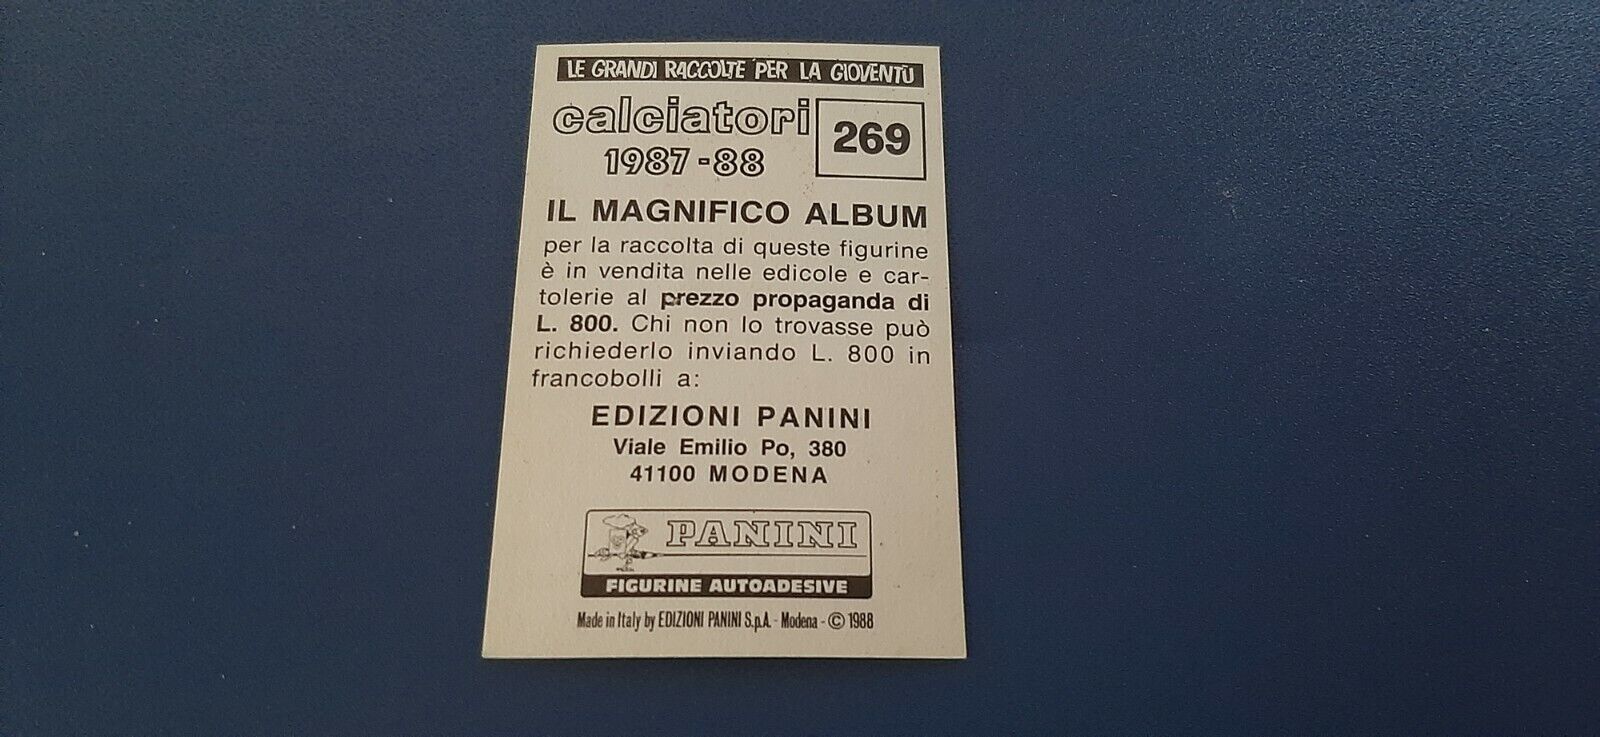 LE GRANDI RACCOLTE PER LA GIOVENTÙ
calciatori
1987-88
269
IL MAGNIFICO ALBUM
per la raccolta di queste figurine
è in vendita nelle edicole e car-
tolerie al prezzo propaganda di
L. 800. Chi non lo trovasse può
richiederlo inviando L. 800 in
francobolli a:
EDIZIONI PANINI
Viale Emilio Po, 380
41100 MODENA
PANINI
FIGURINE AUTOADESIVE
Made in Italy by EDIZIONI PANINI S.p.A. - Modena - © 1988